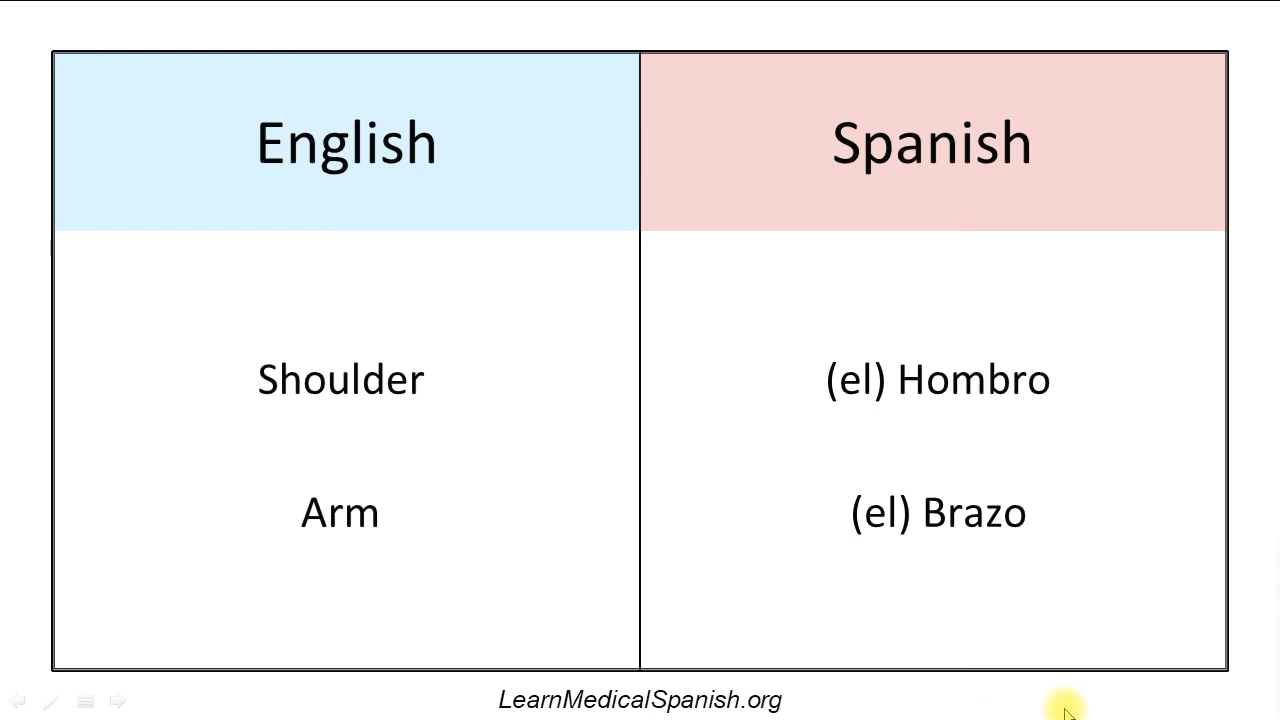 English Spanish
Shoulder (el) Hombro
Arm (el) Brazo
LearnMedicalSpanish.org